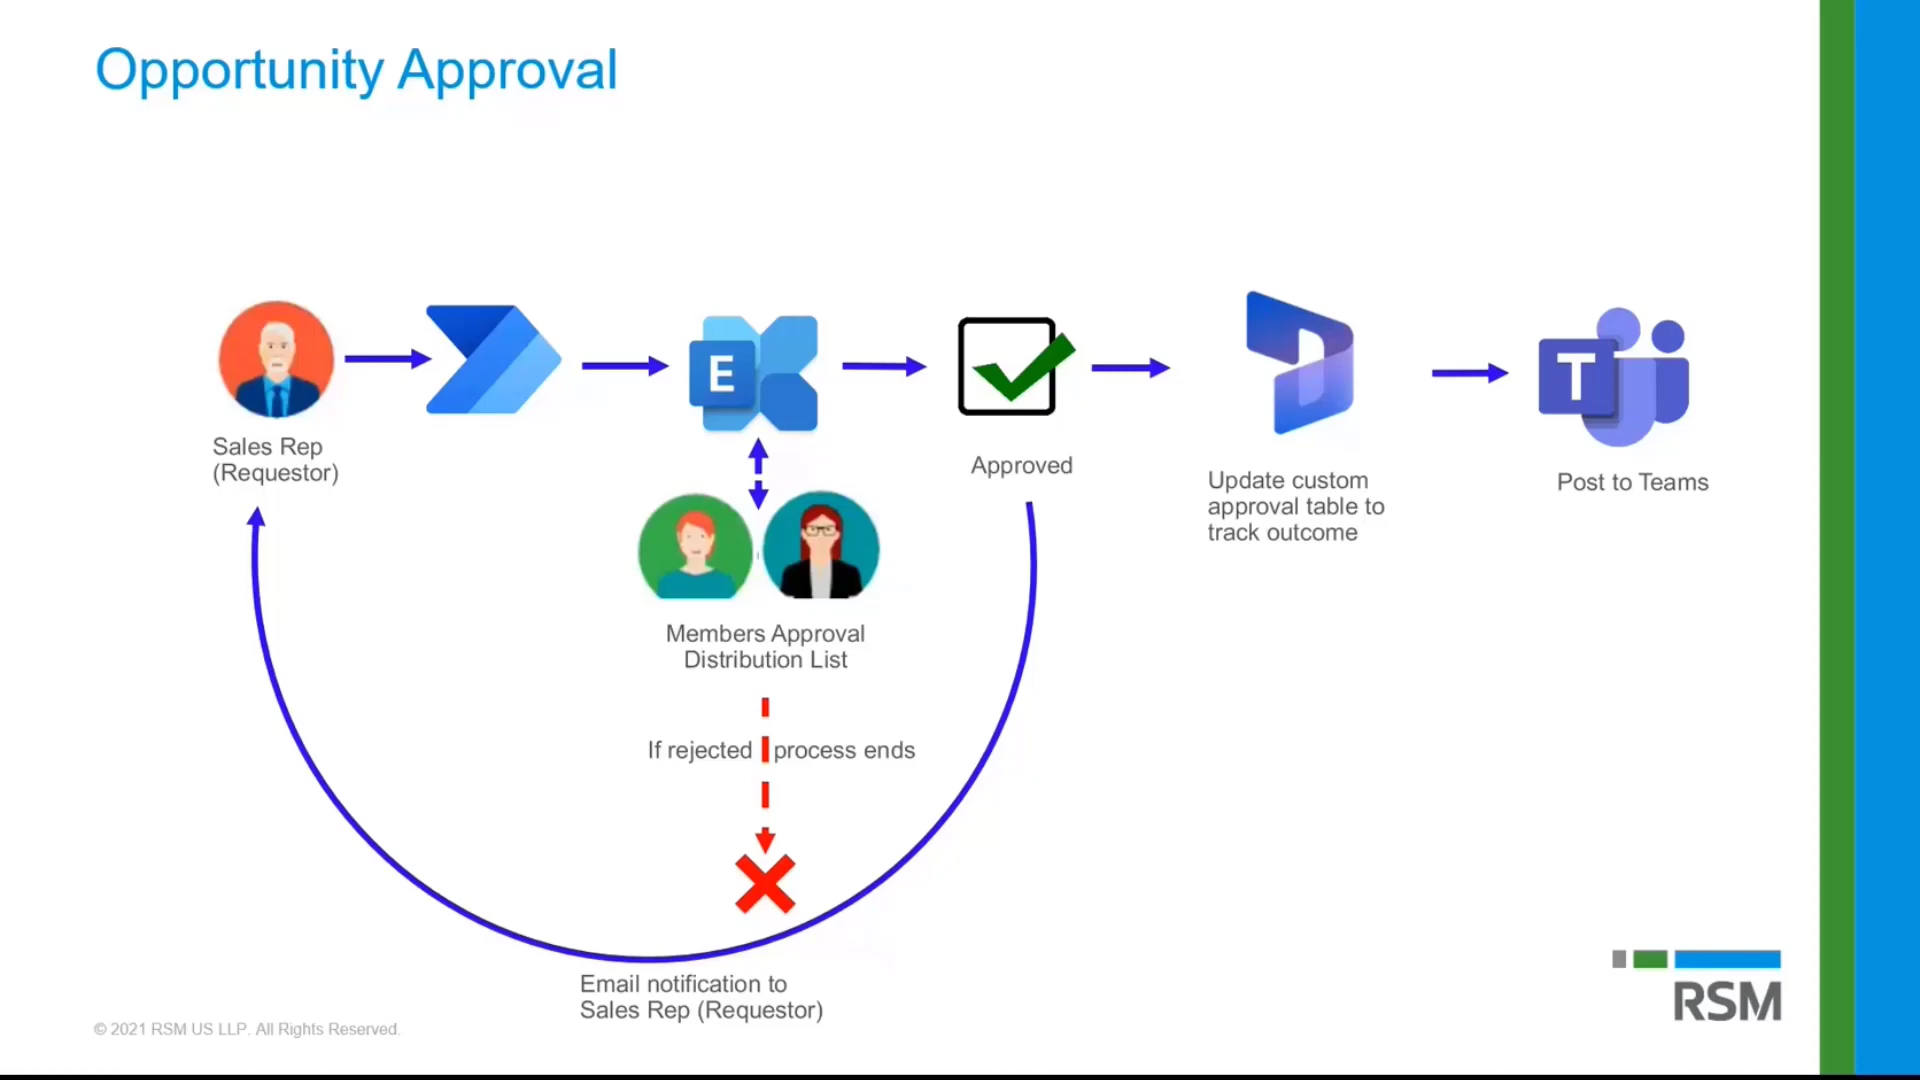 Opportunity Approval
E
T
Sales Rep
(Requestor)
Approved
Update custom
approval table to
track outcome
Post to Teams
Members Approval
Distribution List
If rejected process ends
Email notification to
Sales Rep (Requestor)
© 2021 RSM US LLP. All Rights Reserved.
RSM